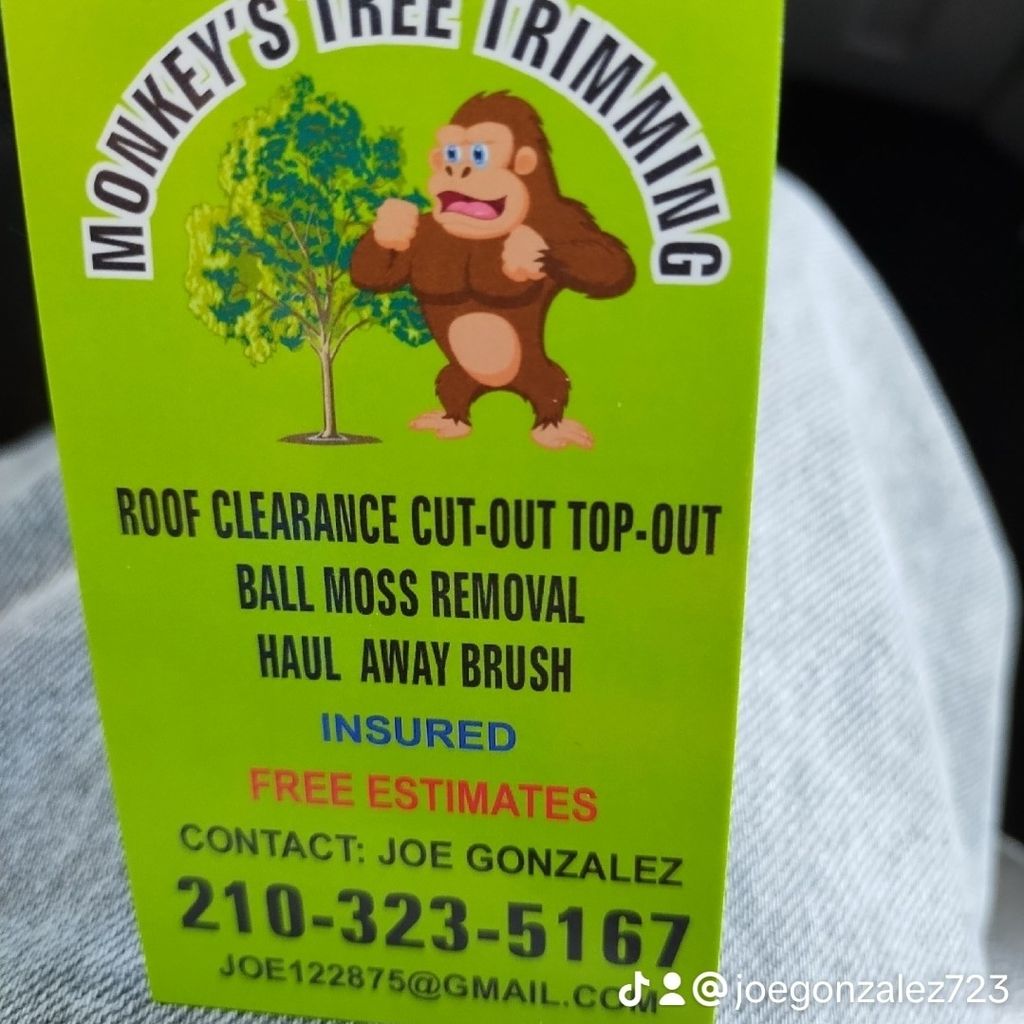 MONKEY'S TREE TRIMMING
ROOF CLEARANCE CUT-OUT TOP-OUT
BALL MOSS REMOVAL
HAUL AWAY BRUSH
INSURED
FREE ESTIMATES
CONTACT: JOE GONZALEZ
210-323-5167
JOE122875@GMAIL.COM
@joegonzalez723